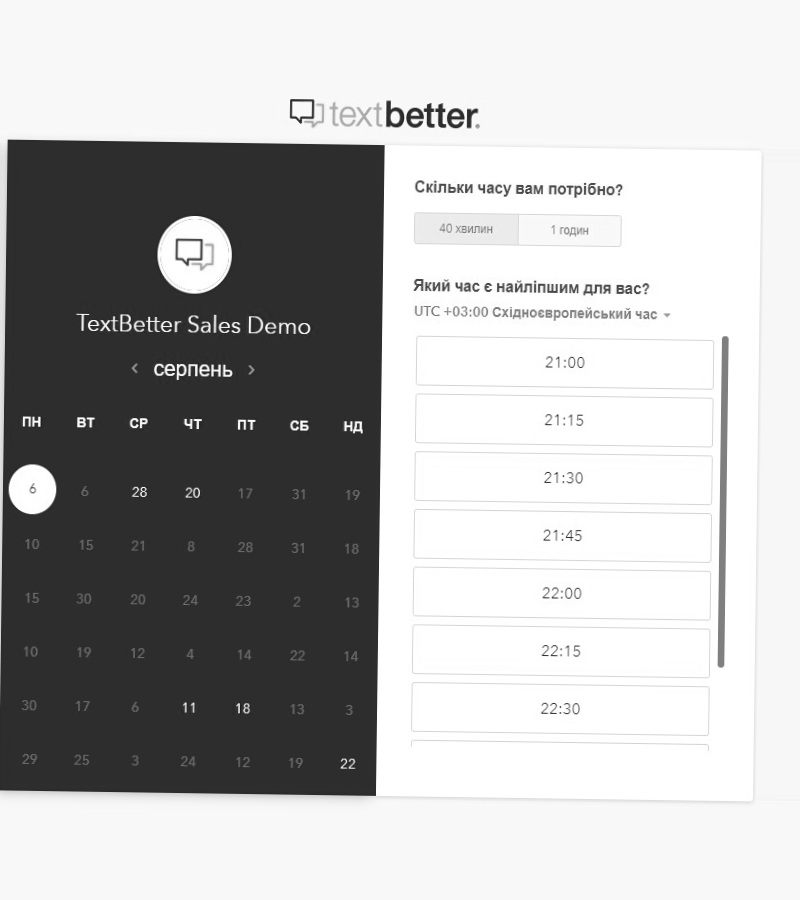 textbetter.
TextBetter Sales Demo
серпень
ПН ВТ СР ЧТ ПТ СБ НД
6 6 28 20 17 31 19
10 15 21 8 28 31 18
15 30 20 24 23 2 13
10 19 12 4 14 22 14
30 17 6 11 18 13 3
29 25 3 24 12 19 22
Скільки часу вам потрібно?
40 хвилин 1 годин
Який час є найліпшим для вас?
UTC +03:00 Східноєвропейський час
21:00
21:15
21:30
21:45
22:00
22:15
22:30